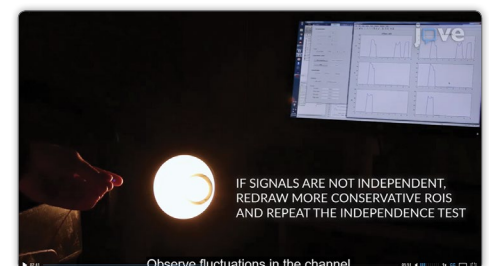 jove
IF SIGNALS ARE NOT INDEPENDENT,
REDRAW MORE CONSERVATIVE ROIS
AND REPEAT THE INDEPENDENCE TEST
Observe fluctuations in the channel